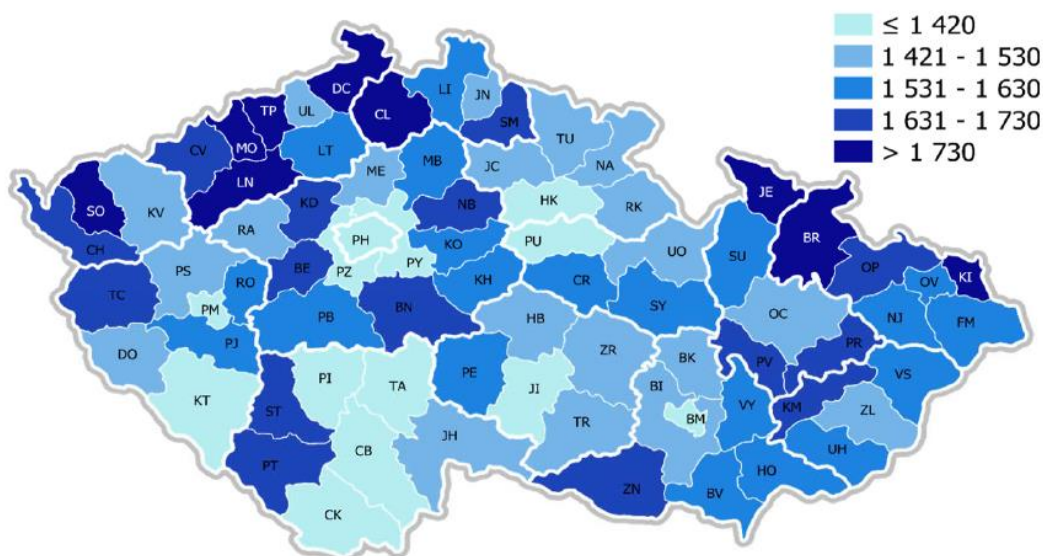 ≤ 1 420
1 421 - 1 530
1 531 - 1 630
1 631 - 1 730
> 1 730
DC
LI
JN
TP
UL
CL
SM
CV
MO
LT
TU
MB
JC
NA
ME
LN
JE
SO
KV
KD
NB
HK
RK
RA
PH
BR
CH
KO
PU
UO
SU
OP
BE
PZ
PY
KI
PS
RO
KH
CR
OV
TC
PM
BN
SY
OC
NJ
FM
PB
HB
PJ
PR
DO
ZR
BK
PV
PI
TA
PE
VS
KT
JI
BI
ST
VY
KM
ZL
BM
TR
JH
CB
UH
PT
HO
ZN
BV
CK